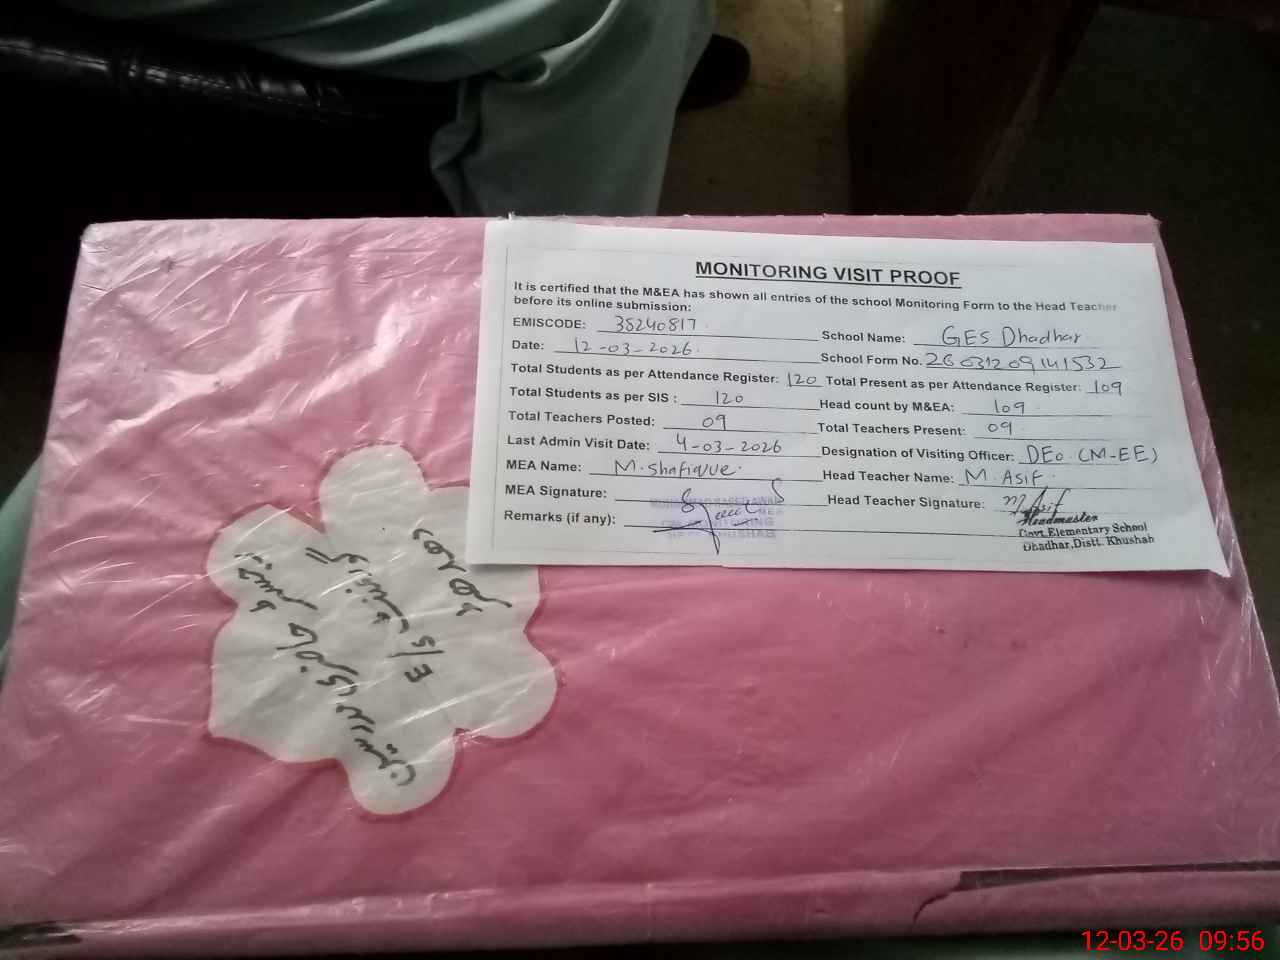 MONITORING VISIT PROOF
It is certified that the M&EA has shown all entries of the school Monitoring Form to the Head Teacher
before its online submission:
EMISCODE: 38240817
School Name: GES Dhadhar
Date: 12-03-2026
School Form No. 26031209141532
Total Students as per Attendance Register: 120 Total Present as per Attendance Register: 109
Total Students as per SIS : 120
Head count by M&EA: 109
Total Teachers Posted: 09
Total Teachers Present: 09
Last Admin Visit Date: 4-03-2026
Designation of Visiting Officer: DEO (M-EE)
MEA Name: M. Shafique
Head Teacher Name: M. ASIF
MEA Signature:
Head Teacher Signature: M Asif
Remarks (if any):
Headmaster
Govt. Elementary School
Dhadhar, Distt. Khushab
رجسٹر حاضری مدرسین
E/S
12-03-26 09:56